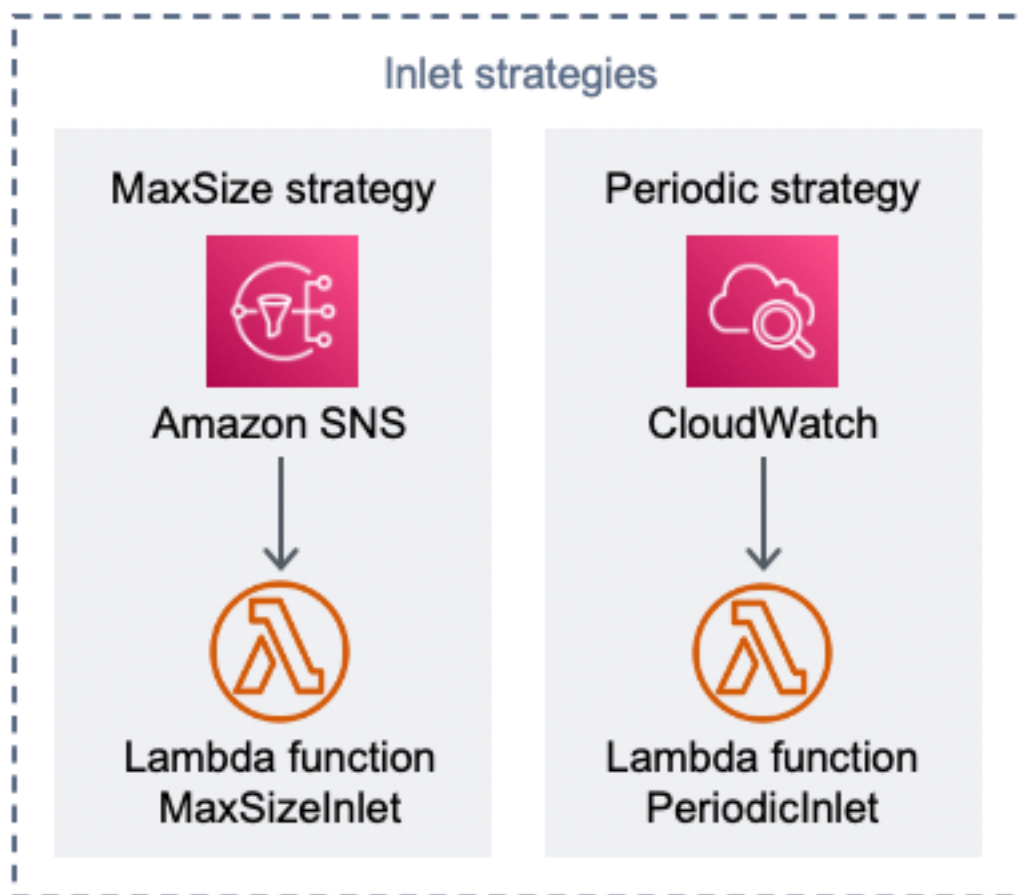 Inlet strategies
MaxSize strategy
Amazon SNS
Lambda function
MaxSizeInlet
Periodic strategy
CloudWatch
Lambda function
PeriodicInlet